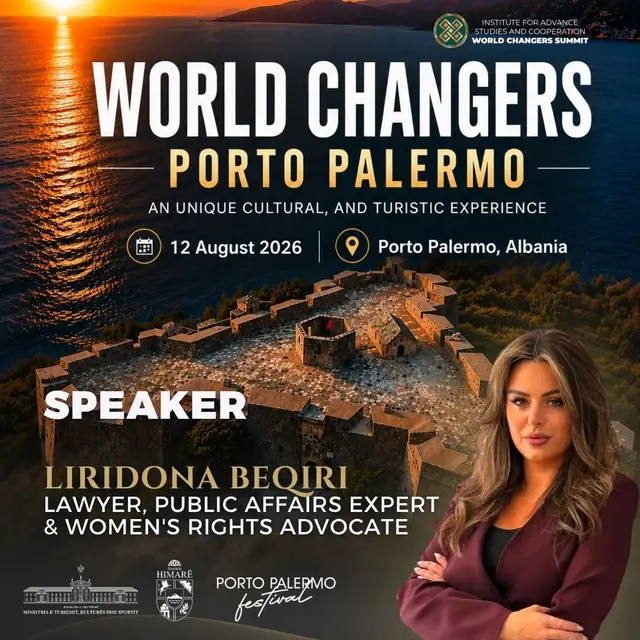 INSTITUTE FOR ADVANCE
STUDIES AND COOPERATION
WORLD CHANGERS SUMMIT
WORLD CHANGERS
PORTO PALERMO
AN UNIQUE CULTURAL, AND TURISTIC EXPERIENCE
12 August 2026
Porto Palermo, Albania
SPEAKER
LIRIDONA BEQIRI
LAWYER, PUBLIC AFFAIRS EXPERT
& WOMEN'S RIGHTS ADVOCATE
MINISTRIA E TURIZMIT, KULTURËS DHE SPORTIT
HIMARË
PORTO PALERMO
festival